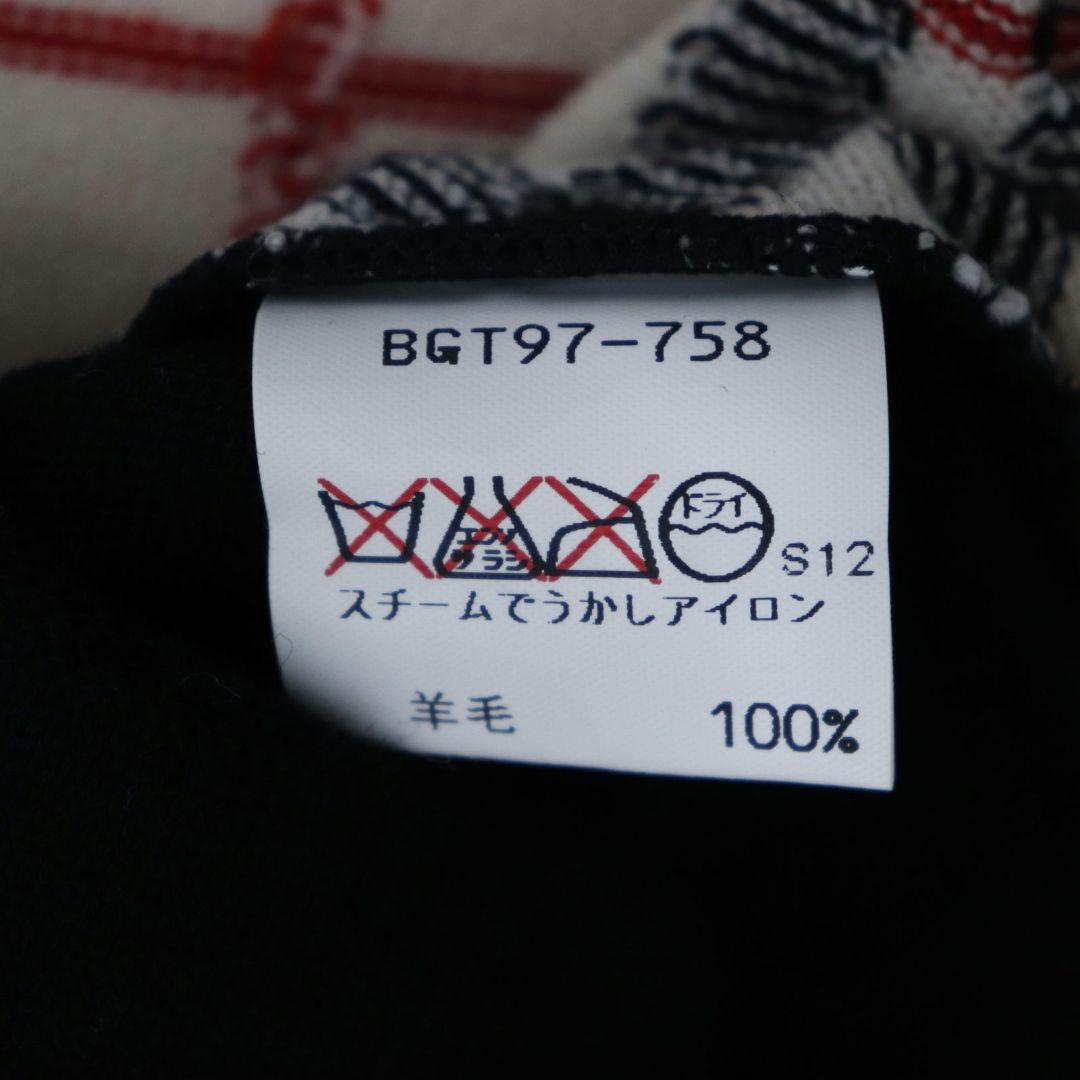 BGT97-758
エンソ
サラシ
ドライ
S12
スチームでうかしアイロン
羊毛 100%